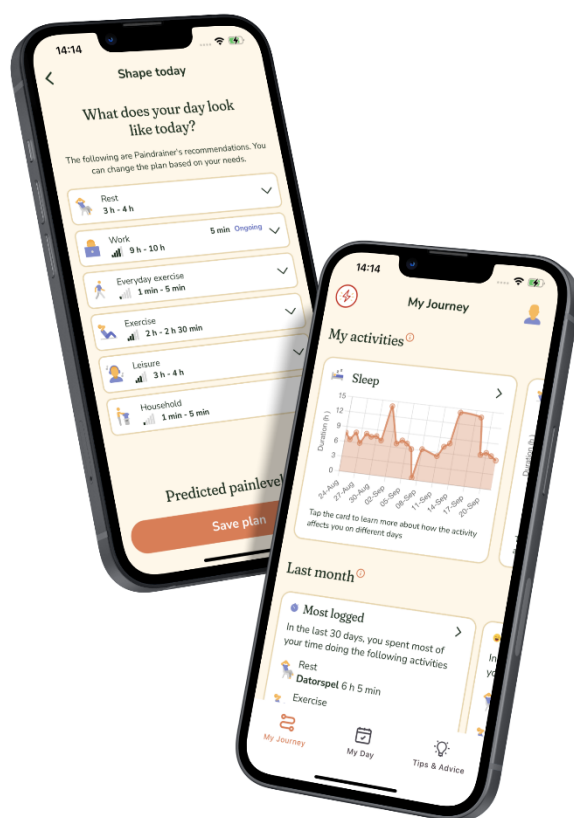 14:14
Shape today
What does your day look
like today?
The following are Paindrainer's recommendations. You
can change the plan based on your needs.
Rest
3 h - 4 h
Work
9 h - 10 h
5 min Ongoing
Everyday exercise
1 min - 5 min
Exercise
2 h - 2 h 30 min
Leisure
3 h - 4 h
Household
1 min - 5 min
Predicted painlevel
Save plan
14:14
My Journey
My activities
Sleep
Duration (h)
15
12
9
6
3
0
24-Aug
27-Aug
30-Aug
02-Sep
05-Sep
08-Sep
11-Sep
14-Sep
17-Sep
20-Sep
Tap the card to learn more about how the activity
affects you on different days
Duration (h)
Last month
Most logged
In the last 30 days, you spent most of
your time doing the following activities
Rest
Datorspel 6 h 5 min
Exercise
In
yo
My Journey
My Day
Tips & Advice